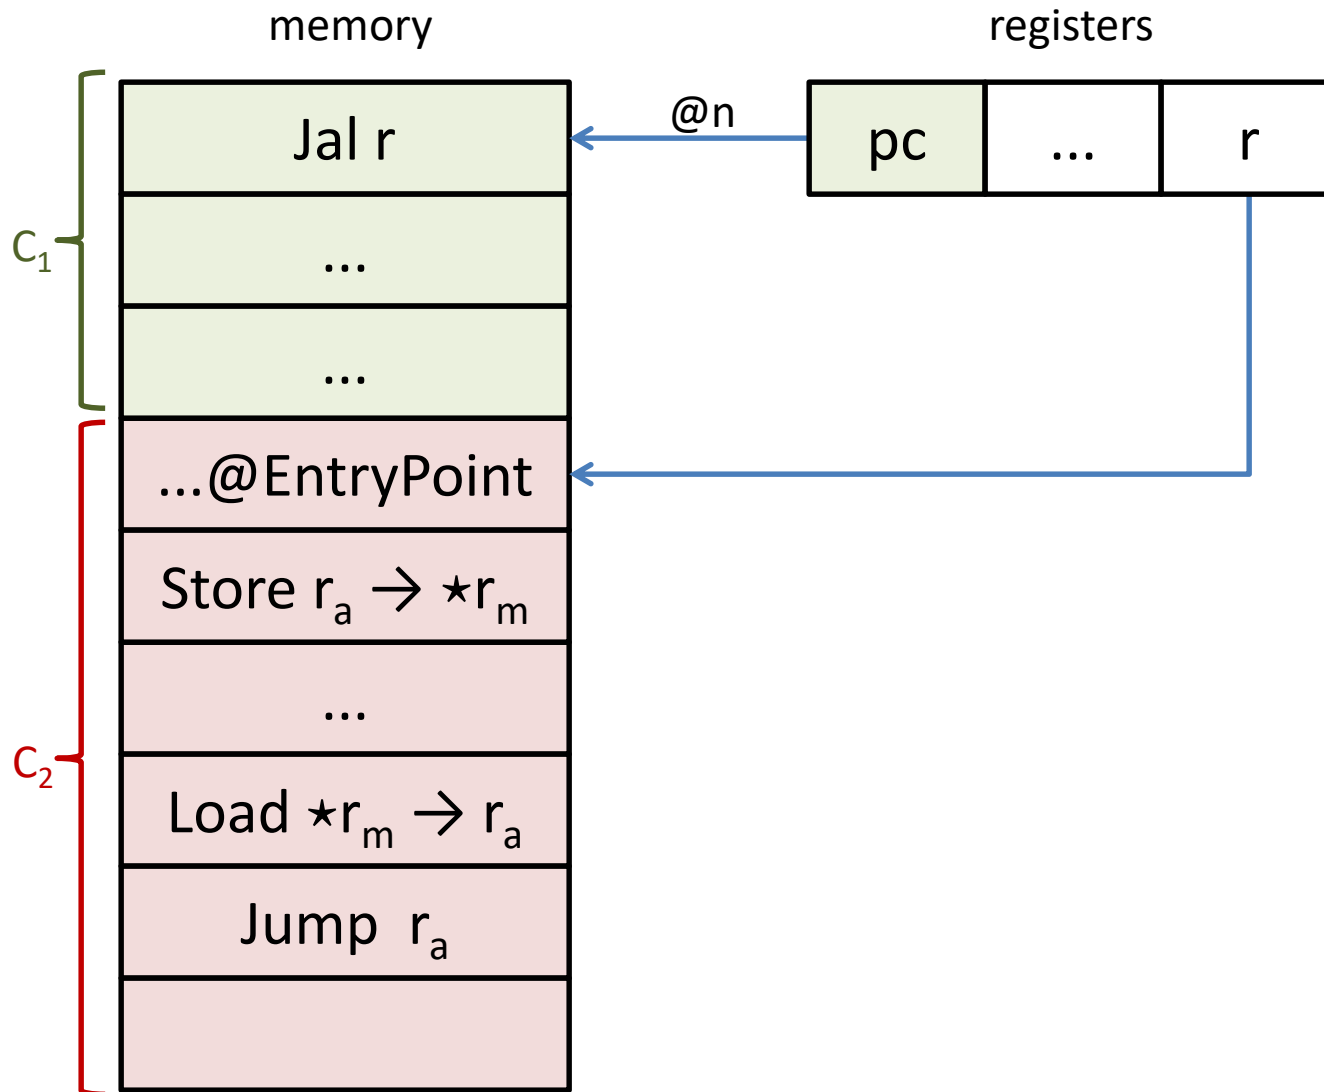 memory
registers
Jal r
@n
pc
...
r
C₁
...
...
...@EntryPoint
Store rₐ → ⋆rₘ
...
C₂
Load ⋆rₘ → rₐ
Jump rₐ